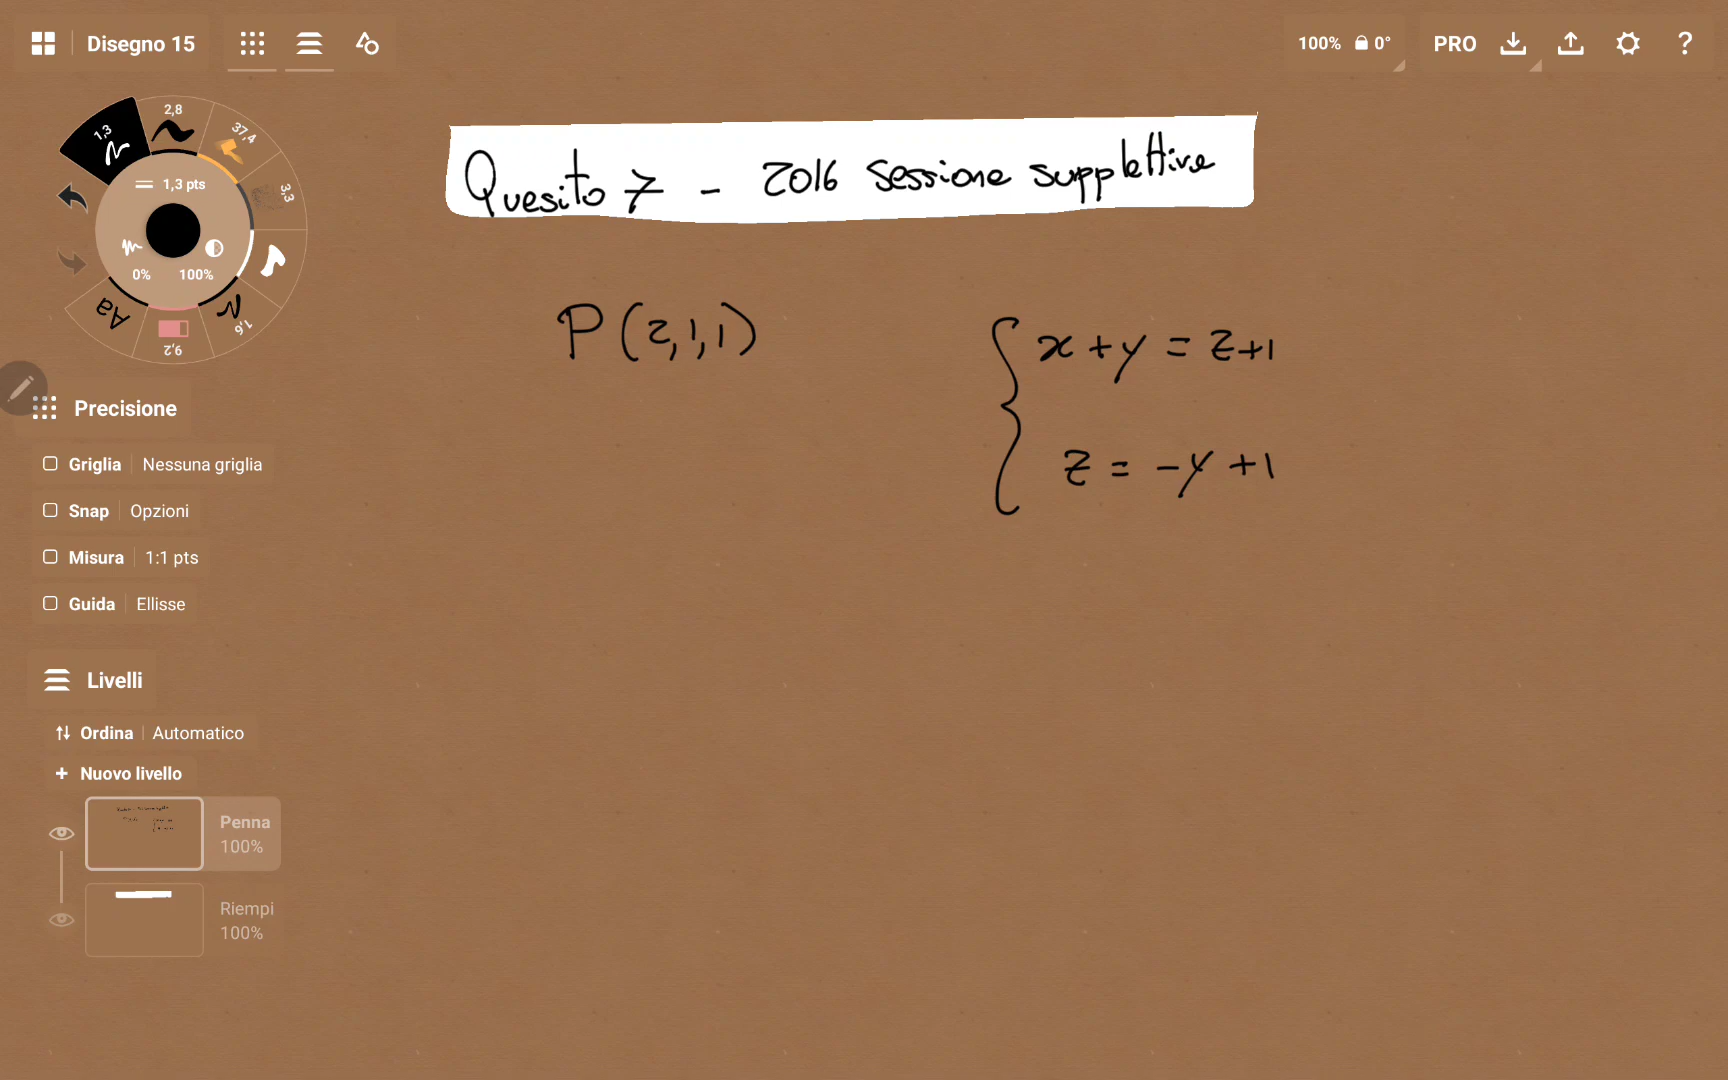 Disegno 15
100% 0° PRO ?
2,8
1,3
37,4
3,3
1,3 pts
0% 100%
Aa
9,2
1,6
Quesito 7 - 2016 sessione supplettiva
P(2,1,1)
x+y = z+1
z = -y +1
Precisione
Griglia Nessuna griglia
Snap Opzioni
Misura 1:1 pts
Guida Ellisse
Livelli
Ordina Automatico
+ Nuovo livello
Penna
100%
Riempi
100%